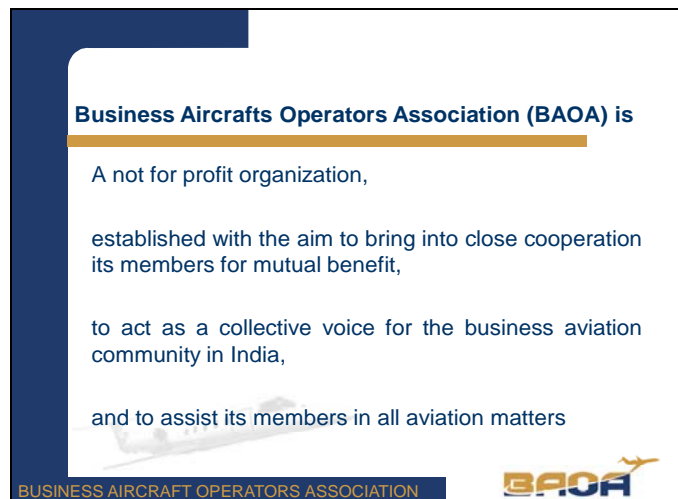 Business Aircrafts Operators Association (BAOA) is
A not for profit organization,
established with the aim to bring into close cooperation
its members for mutual benefit,
to act as a collective voice for the business aviation
community in India,
and to assist its members in all aviation matters
BUSINESS AIRCRAFT OPERATORS ASSOCIATION
BAOA